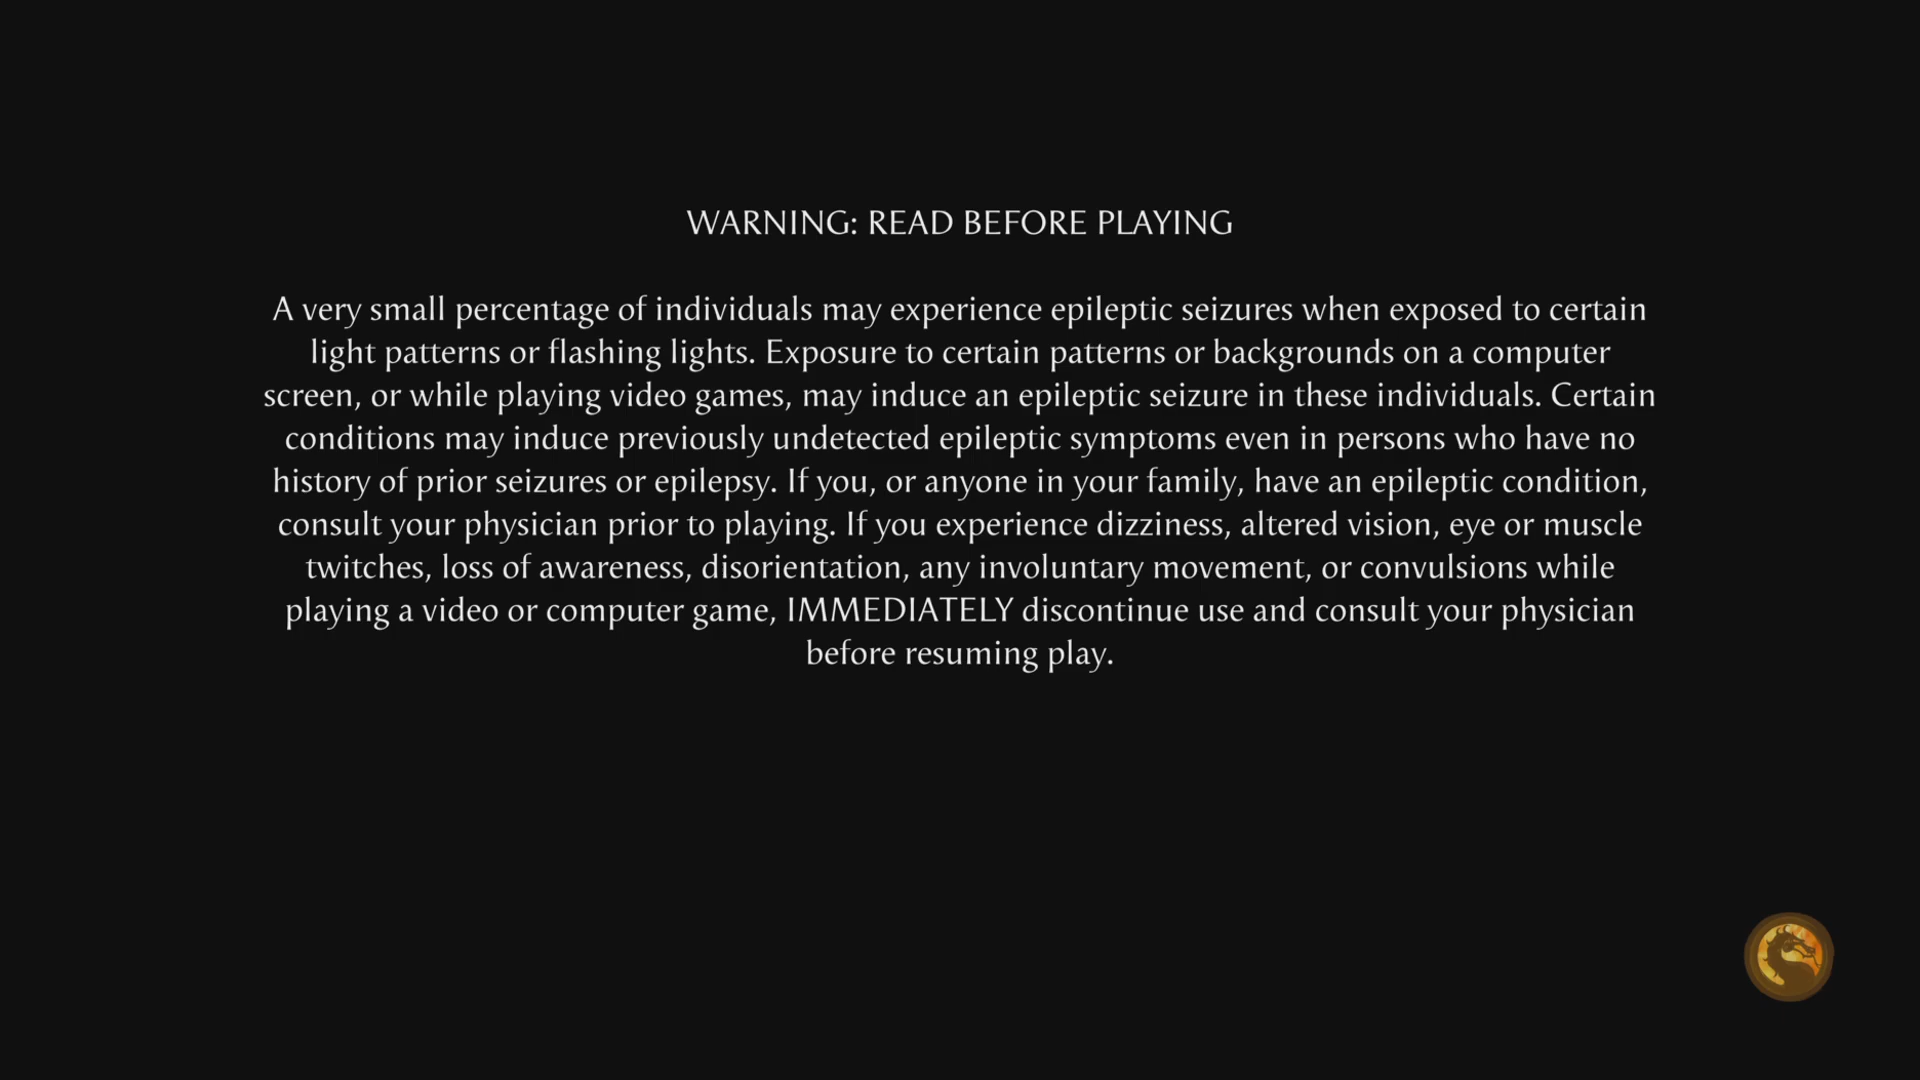 WARNING: READ BEFORE PLAYING
A very small percentage of individuals may experience epileptic seizures when exposed to certain
light patterns or flashing lights. Exposure to certain patterns or backgrounds on a computer
screen, or while playing video games, may induce an epileptic seizure in these individuals. Certain
conditions may induce previously undetected epileptic symptoms even in persons who have no
history of prior seizures or epilepsy. If you, or anyone in your family, have an epileptic condition,
consult your physician prior to playing. If you experience dizziness, altered vision, eye or muscle
twitches, loss of awareness, disorientation, any involuntary movement, or convulsions while
playing a video or computer game, IMMEDIATELY discontinue use and consult your physician
before resuming play.